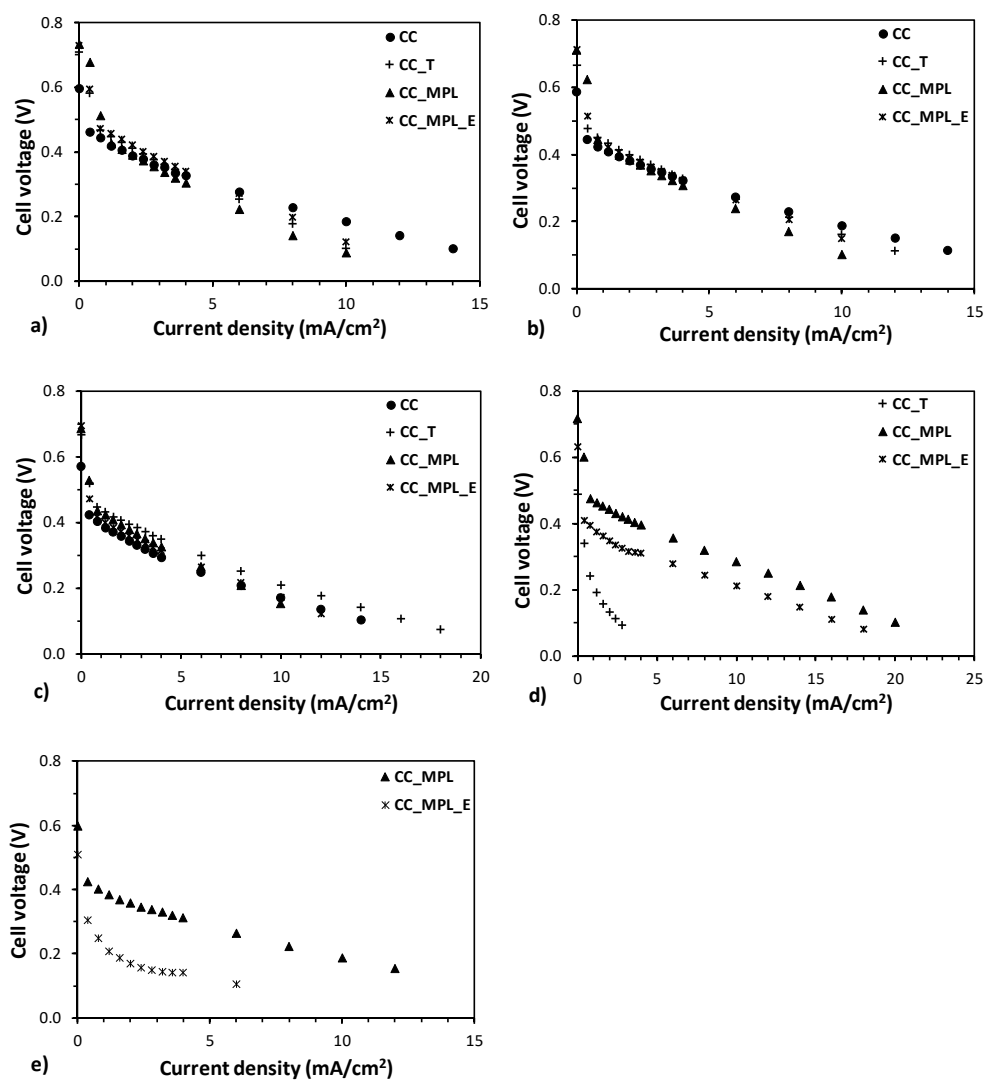 0.8
0.6
0.4
0.2
0.0
Cell voltage (V)
0 5 10 15
Current density (mA/cm²)
a)
CC
CC_T
CC_MPL
CC_MPL_E
0.8
0.6
0.4
0.2
0.0
Cell voltage (V)
0 5 10 15
Current density (mA/cm²)
b)
CC
CC_T
CC_MPL
CC_MPL_E
0.8
0.6
0.4
0.2
0.0
Cell voltage (V)
0 5 10 15 20
Current density (mA/cm²)
c)
CC
CC_T
CC_MPL
CC_MPL_E
0.8
0.6
0.4
0.2
0.0
Cell voltage (V)
0 5 10 15 20 25
Current density (mA/cm²)
d)
CC_T
CC_MPL
CC_MPL_E
0.8
0.6
0.4
0.2
0.0
Cell voltage (V)
0 5 10 15
Current density (mA/cm²)
e)
CC_MPL
CC_MPL_E